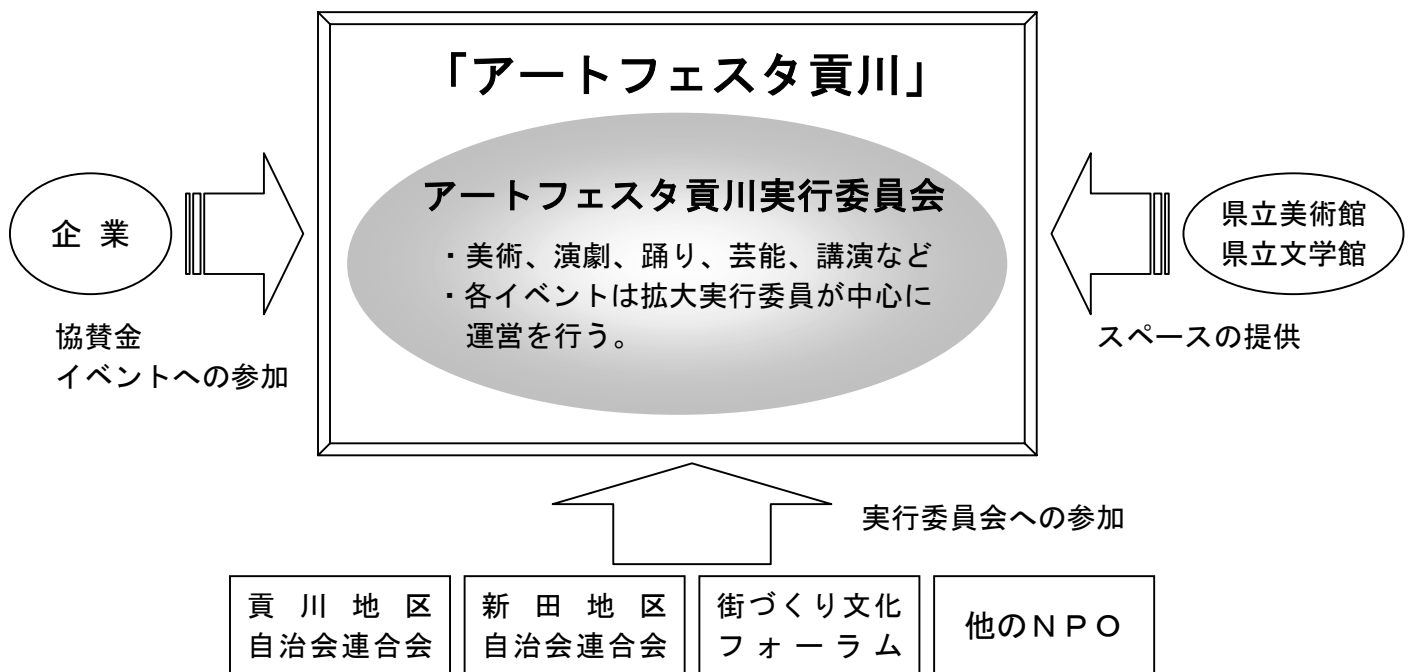 「アートフェスタ貢川」
アートフェスタ貢川実行委員会
・美術、演劇、踊り、芸能、講演など
・各イベントは拡大実行委員が中心に
運営を行う。
企 業
協賛金
イベントへの参加
県立美術館
県立文学館
スペースの提供
実行委員会への参加
貢川地区
自治会連合会
新田地区
自治会連合会
街づくり文化
フォーラム
他のＮＰＯ